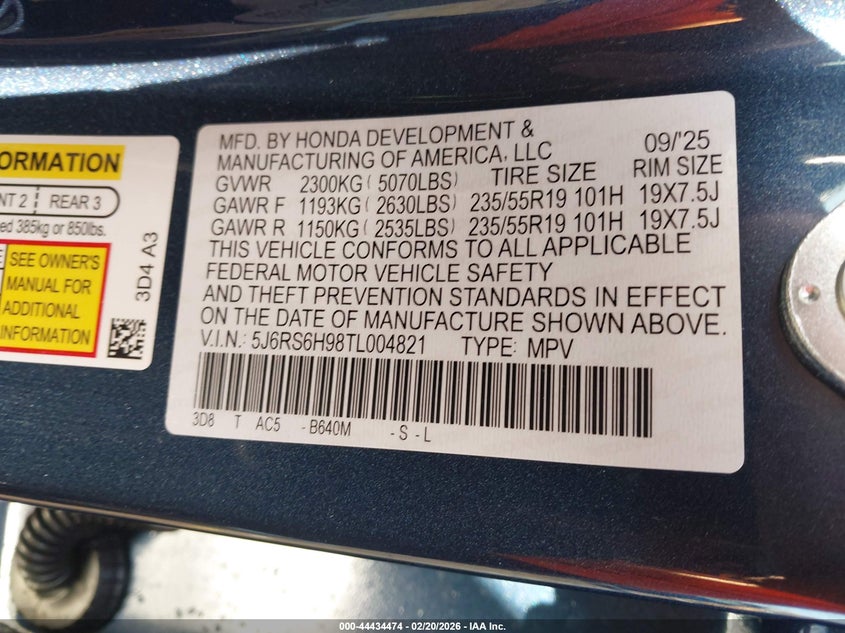 ORMATION
NT 2 REAR 3
ed 385kg or 850lbs.
SEE OWNER'S
MANUAL FOR
ADDITIONAL
INFORMATION
3D4 A3
MFD. BY HONDA DEVELOPMENT & 09/'25
MANUFACTURING OF AMERICA, LLC
GVWR 2300KG ( 5070LBS) TIRE SIZE RIM SIZE
GAWR F 1193KG ( 2630LBS) 235/55R19 101H 19X7.5J
GAWR R 1150KG ( 2535LBS) 235/55R19 101H 19X7.5J
THIS VEHICLE CONFORMS TO ALL APPLICABLE
FEDERAL MOTOR VEHICLE SAFETY
AND THEFT PREVENTION STANDARDS IN EFFECT
ON THE DATE OF MANUFACTURE SHOWN ABOVE.
V.I.N.: 5J6RS6H98TL004821 TYPE: MPV
3D8 T AC5 - B640M - S - L
000-44434474 | 02/20/2026 - IAA Inc.